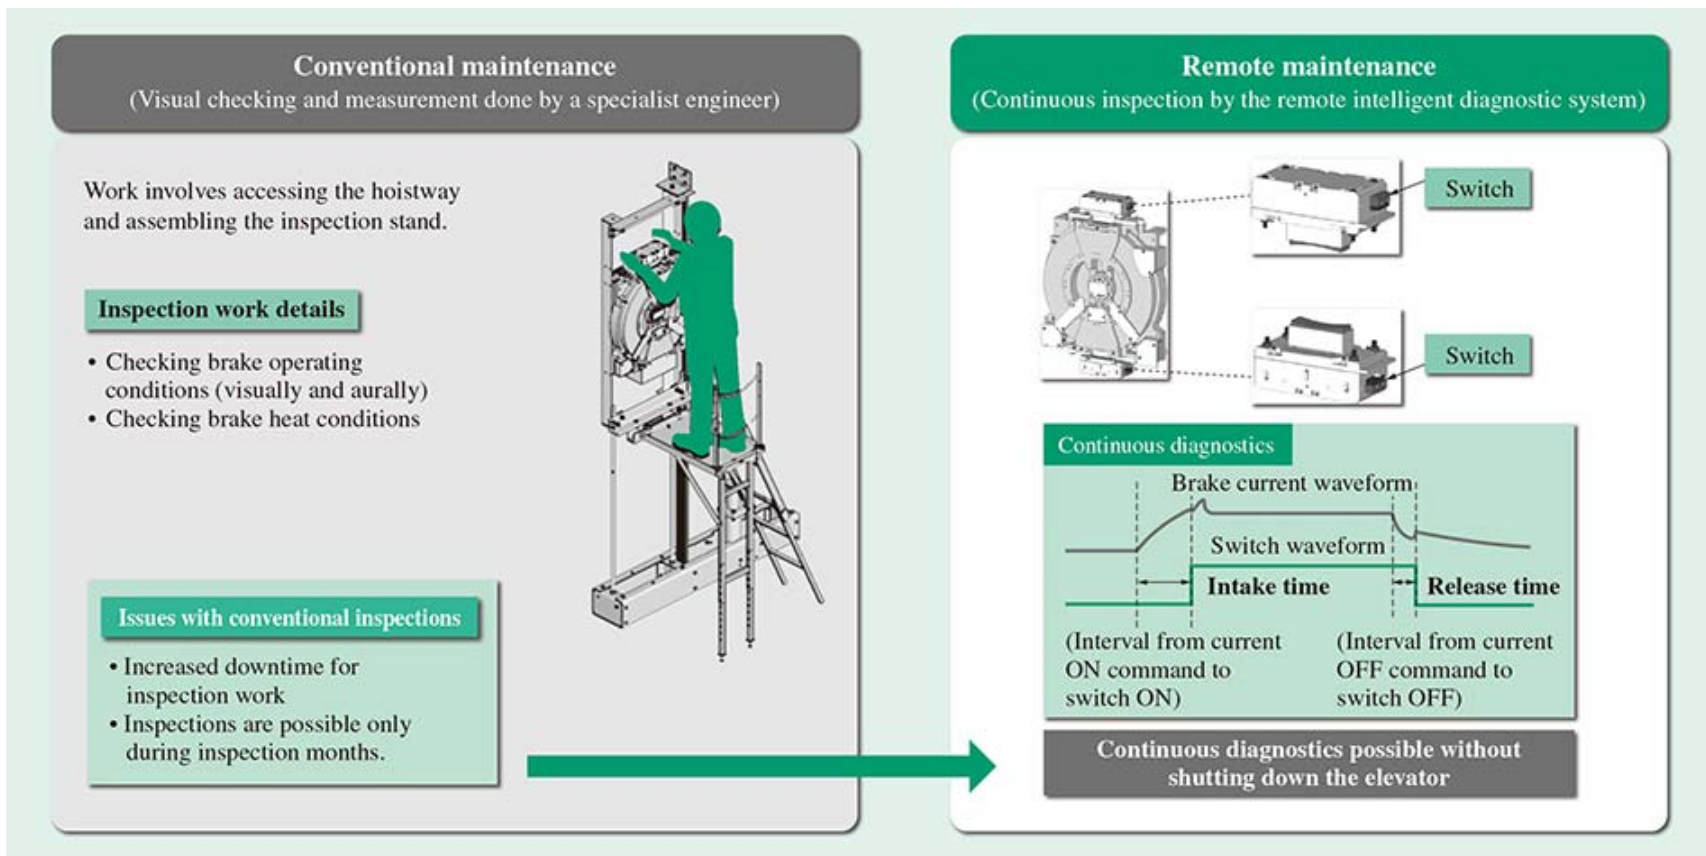 Conventional maintenance
(Visual checking and measurement done by a specialist engineer)
Work involves accessing the hoistway
and assembling the inspection stand.
Inspection work details
• Checking brake operating
conditions (visually and aurally)
• Checking brake heat conditions
Issues with conventional inspections
• Increased downtime for
inspection work
• Inspections are possible only
during inspection months.
Remote maintenance
(Continuous inspection by the remote intelligent diagnostic system)
Switch
Switch
Continuous diagnostics
Brake current waveform
Switch waveform
Intake time
Release time
(Interval from current
ON command to
switch ON)
(Interval from current
OFF command to
switch OFF)
Continuous diagnostics possible without
shutting down the elevator